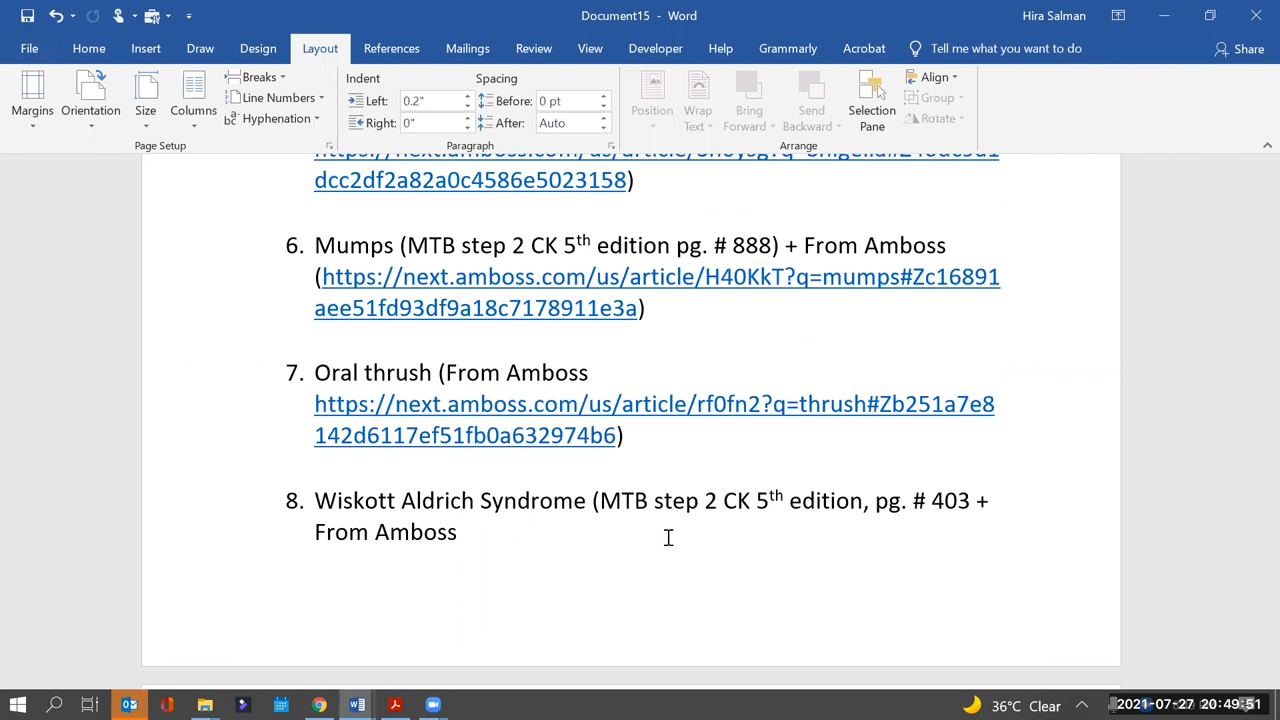 Document15 - Word
Hira Salman
File Home Insert Draw Design Layout References Mailings Review View Developer Help Grammarly Acrobat Tell me what you want to do Share
Margins
Orientation
Size
Columns
Breaks
Line Numbers
Hyphenation
Page Setup
Indent
Left: 0.2"
Right: 0"
Spacing
Before: 0 pt
After: Auto
Paragraph
Position
Wrap Text
Bring Forward
Send Backward
Selection Pane
Align
Group
Rotate
Arrange
dcc2df2a82a0c4586e5023158)
6. Mumps (MTB step 2 CK 5th edition pg. # 888) + From Amboss
(https://next.amboss.com/us/article/H40KkT?q=mumps#Zc16891
aee51fd93df9a18c7178911e3a)
7. Oral thrush (From Amboss
https://next.amboss.com/us/article/rf0fn2?q=thrush#Zb251a7e8
142d6117ef51fb0a632974b6)
8. Wiskott Aldrich Syndrome (MTB step 2 CK 5th edition, pg. # 403 +
From Amboss
36°C Clear
2021-07-27 20:49:51